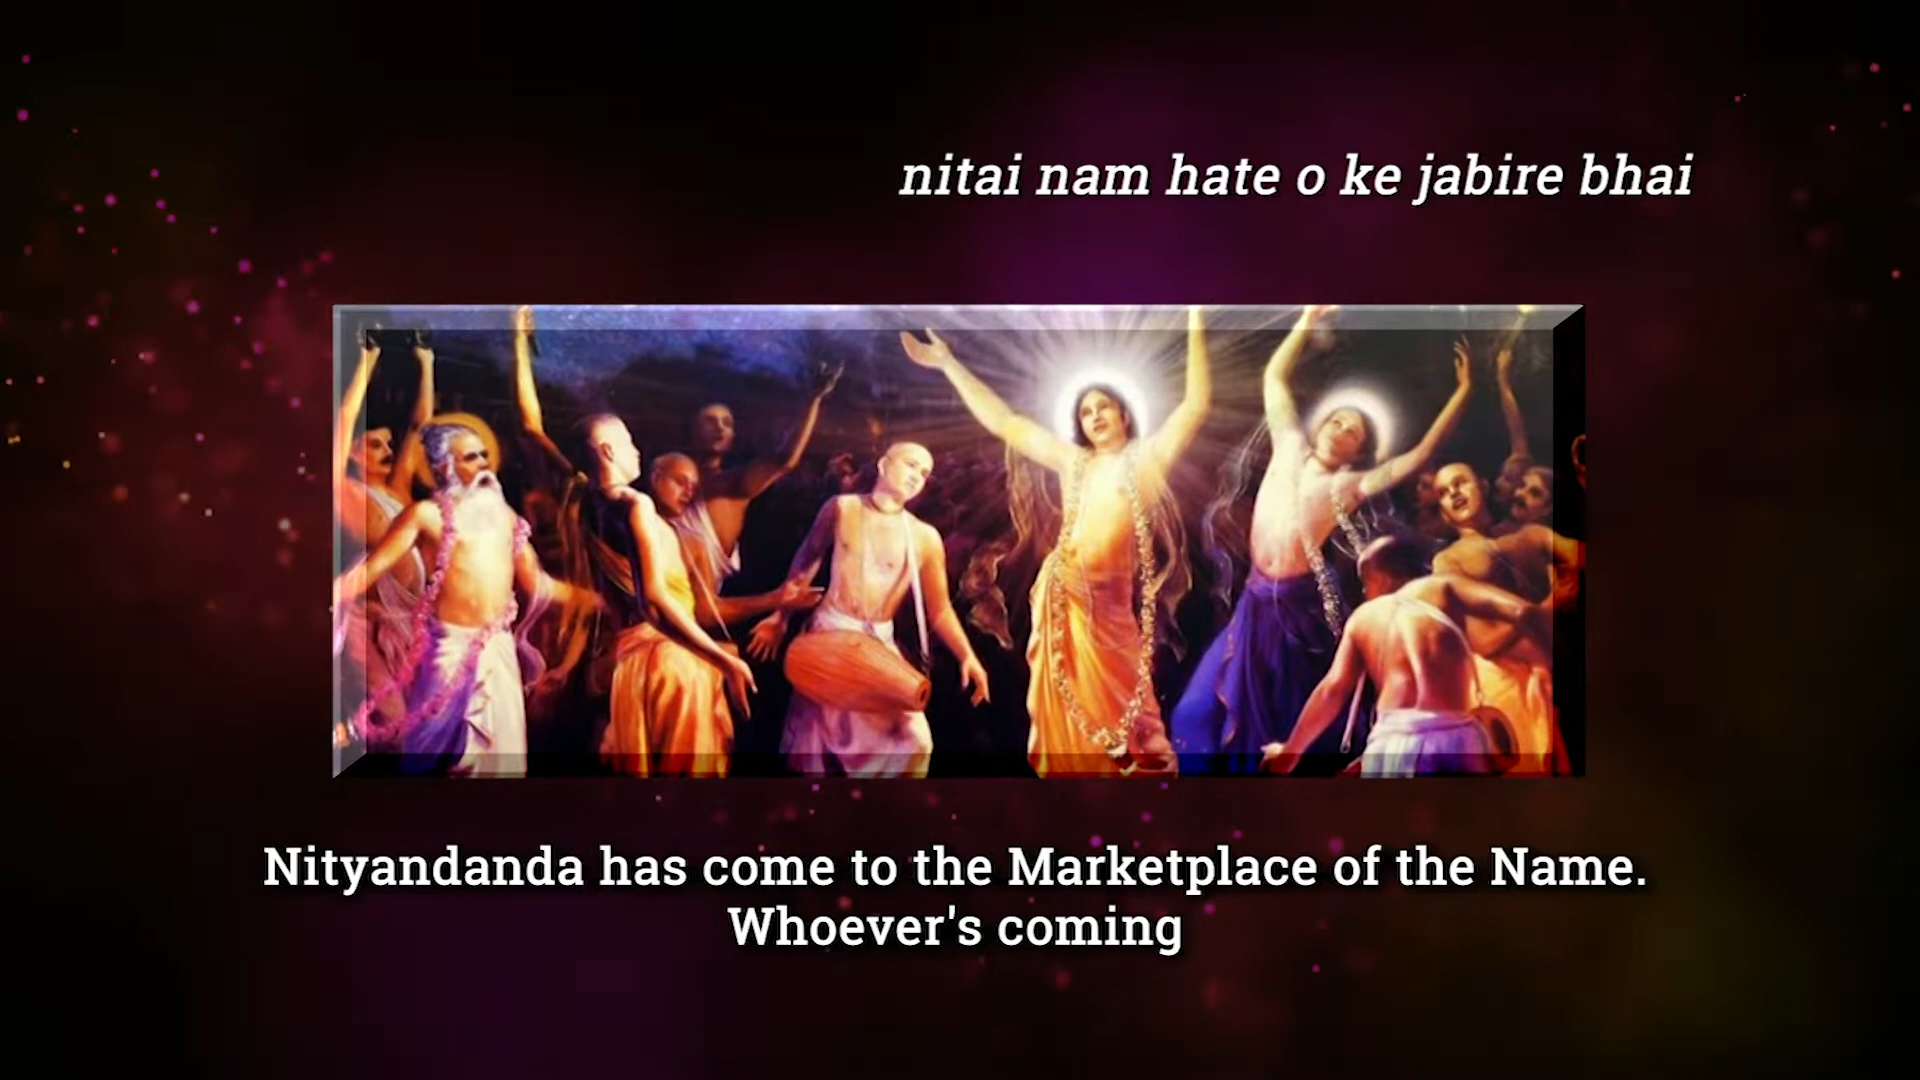 nitai nam hate o ke jabire bhai
Nityandanda has come to the Marketplace of the Name.
Whoever's coming